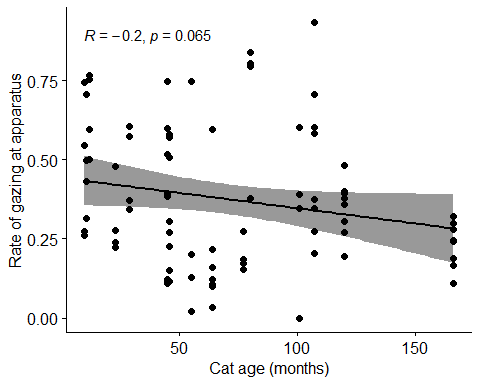 R = −0.2, p = 0.065
Rate of gazing at apparatus
0.75
0.50
0.25
0.00
50
100
150
Cat age (months)